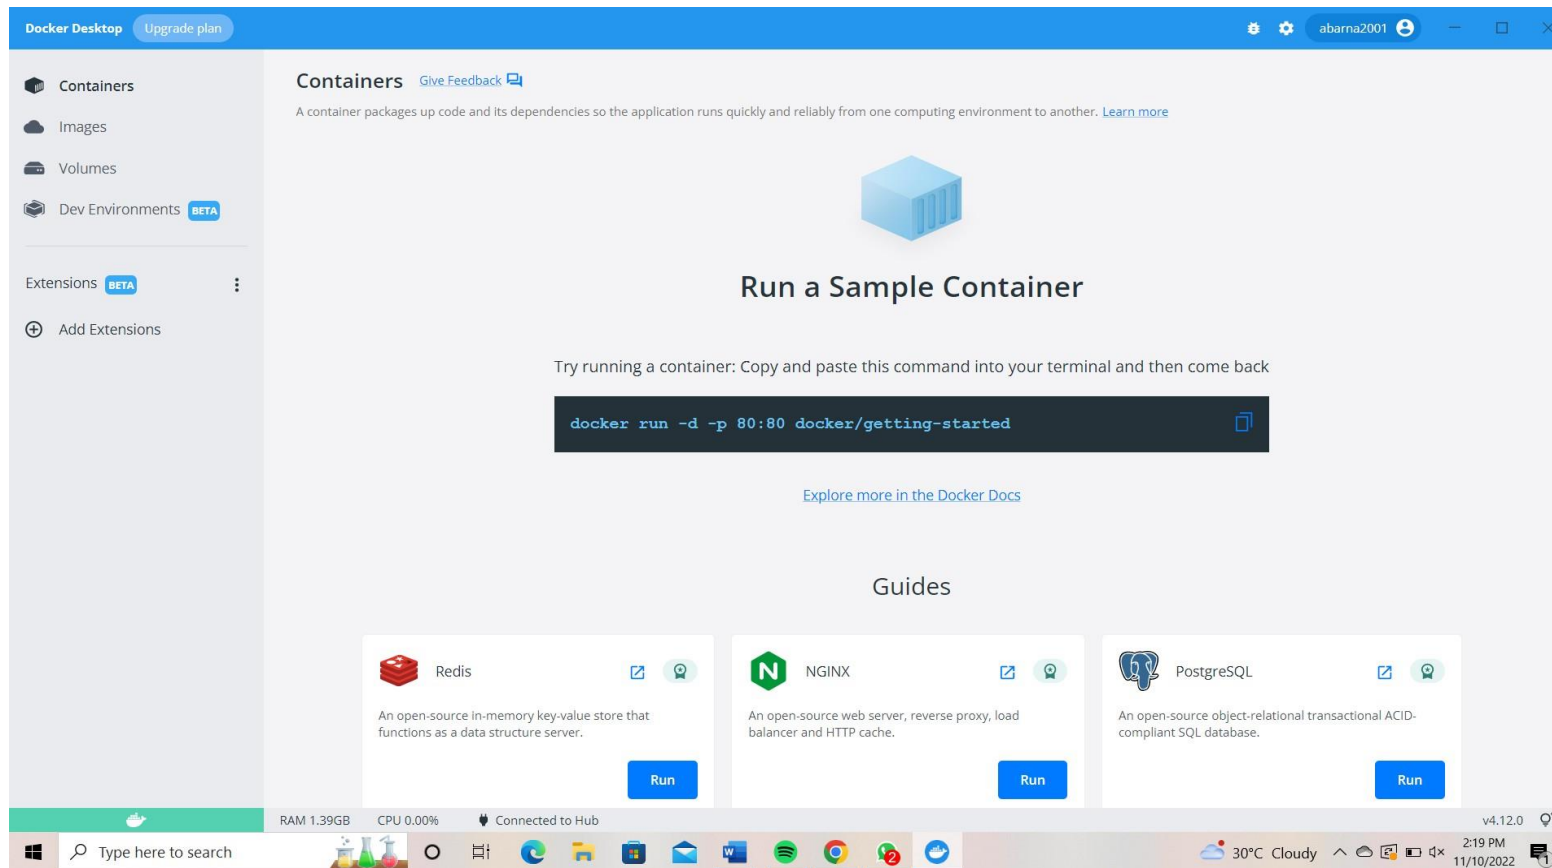 Docker Desktop Upgrade plan abarna2001
Containers
Images
Volumes
Dev Environments BETA
Extensions BETA
Add Extensions
Containers Give Feedback
A container packages up code and its dependencies so the application runs quickly and reliably from one computing environment to another. Learn more
Run a Sample Container
Try running a container: Copy and paste this command into your terminal and then come back
docker run -d -p 80:80 docker/getting-started
Explore more in the Docker Docs
Guides
Redis
An open-source in-memory key-value store that
functions as a data structure server.
Run
NGINX
An open-source web server, reverse proxy, load
balancer and HTTP cache.
Run
PostgreSQL
An open-source object-relational transactional ACID-
compliant SQL database.
Run
RAM 1.39GB CPU 0.00% Connected to Hub v4.12.0
Type here to search
W
2
30°C Cloudy
2:19 PM
11/10/2022